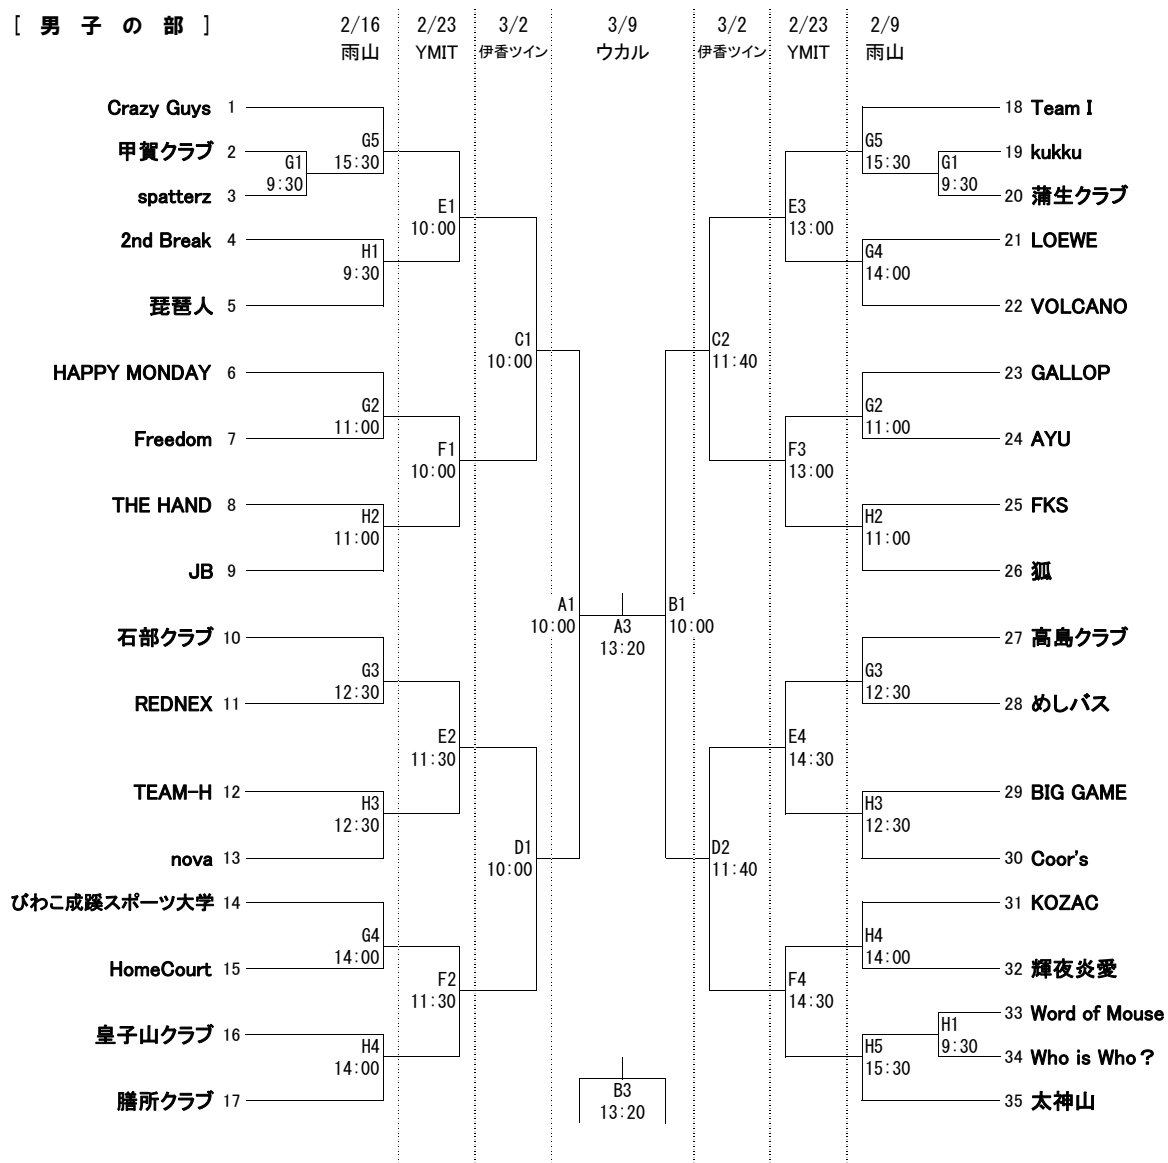 [ 男 子 の 部 ] 2/16 2/23 3/2 3/9 3/2 2/23 2/9
雨山 YMIT 伊香ツイン ウカル 伊香ツイン YMIT 雨山
Crazy Guys 1 18 Team I
G5 G5
甲賀クラブ 2 19 kukku
G1 15:30 15:30 G1
9:30 9:30
spatterz 3 20 蒲生クラブ
E1 E3
10:00 13:00
2nd Break 4 21 LOEWE
H1 G4
9:30 14:00
琵琶人 5 22 VOLCANO
C1 C2
10:00 11:40
HAPPY MONDAY 6 23 GALLOP
G2 G2
11:00 11:00
Freedom 7 24 AYU
F1 F3
10:00 13:00
THE HAND 8 25 FKS
H2 H2
11:00 11:00
JB 9 26 狐
A1 B1
10:00 A3 10:00
13:20
石部クラブ 10 27 高島クラブ
G3 G3
12:30 12:30
REDNEX 11 28 めしバス
E2 E4
11:30 14:30
TEAM-H 12 29 BIG GAME
H3 H3
12:30 12:30
D1 D2
nova 13 30 Coor's
10:00 11:40
びわこ成蹊スポーツ大学 14 31 KOZAC
G4 H4
14:00 14:00
HomeCourt 15 32 輝夜炎愛
F2 F4
11:30 14:30
33 Word of Mouse
皇子山クラブ 16 H1
H4 H5 9:30
14:00 15:30 34 Who is Who？
B3
膳所クラブ 17 35 太神山
13:20